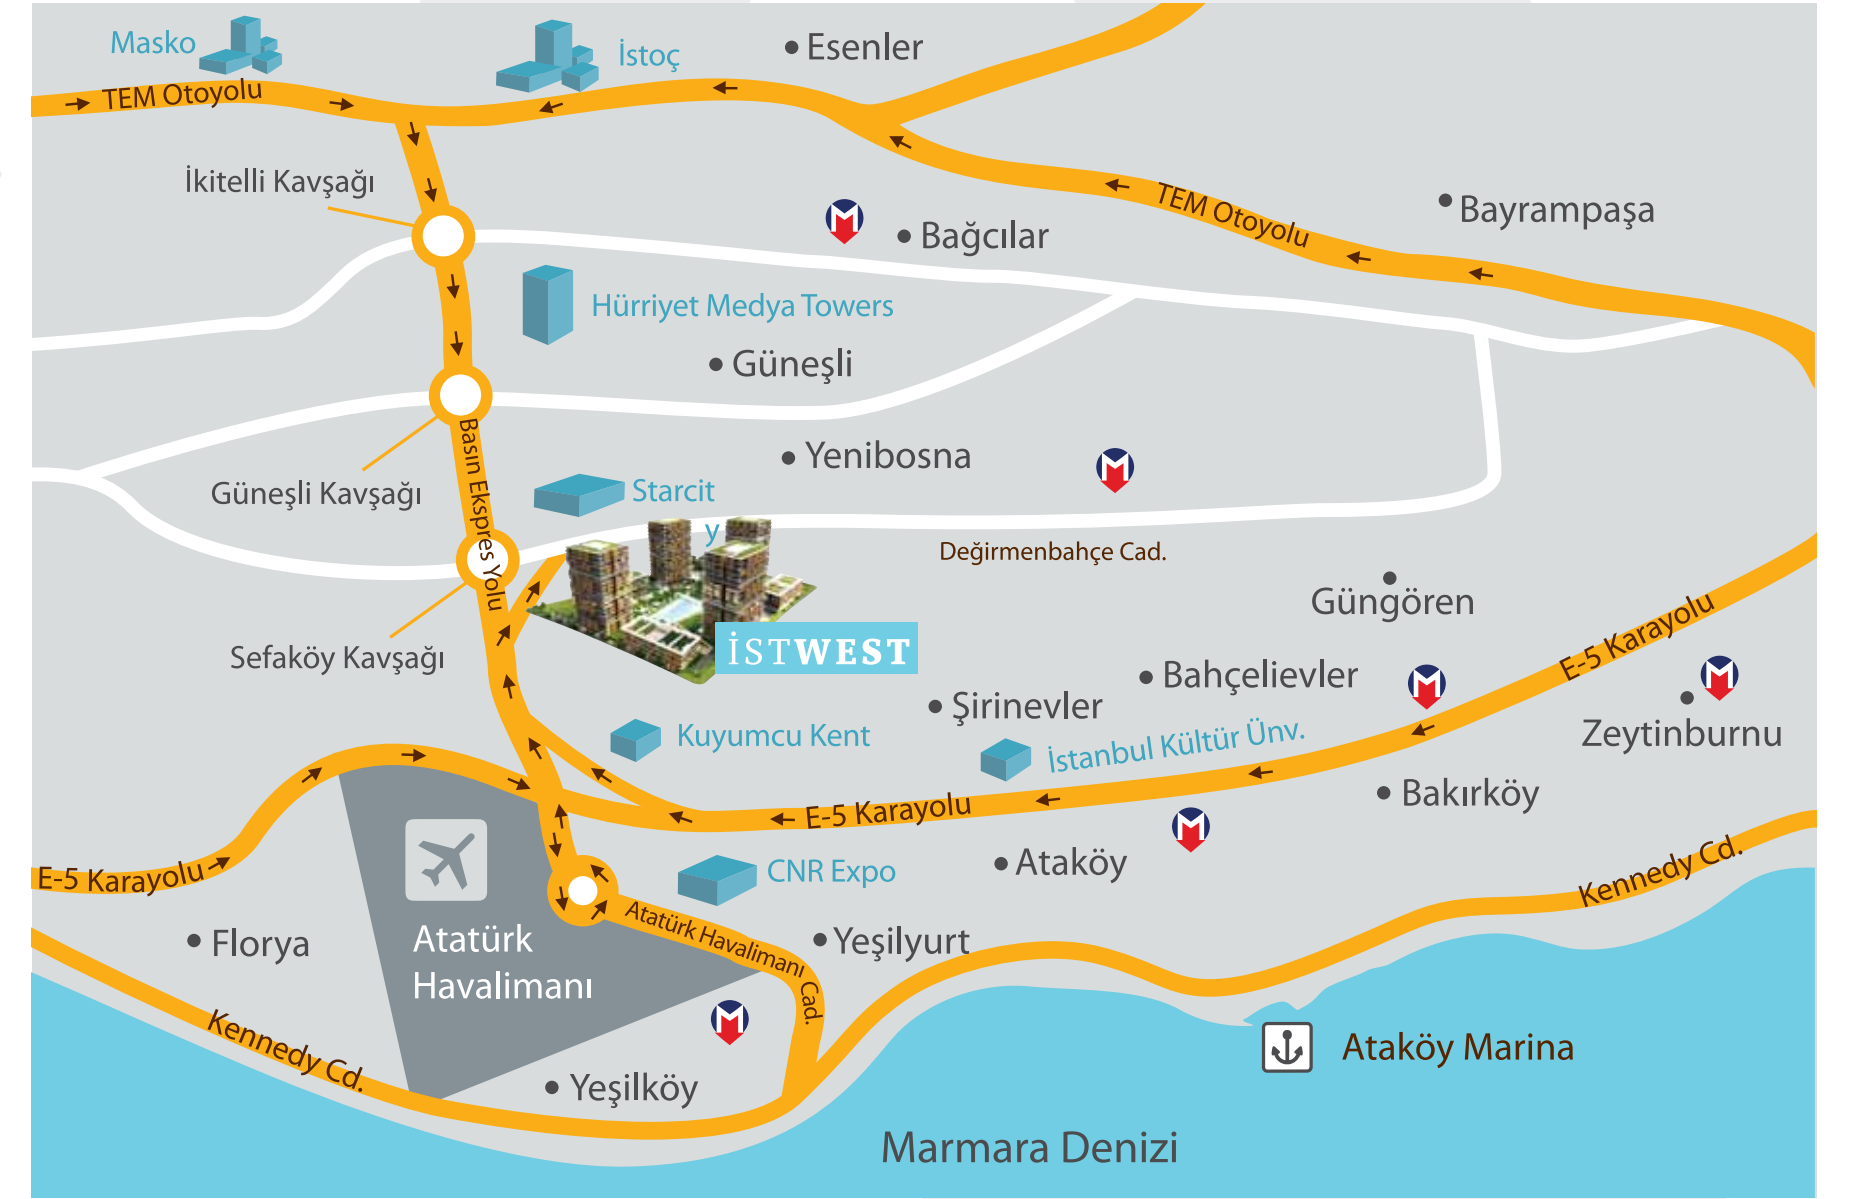 Masko
İstoç
Esenler
TEM Otoyolu
İkitelli Kavşağı
TEM Otoyolu
Bayrampaşa
M
Bağcılar
Hürriyet Medya Towers
Güneşli
Basın Ekspres Yolu
Yenibosna
M
Güneşli Kavşağı
Starcit
y
Değirmenbahçe Cad.
Güngören
E-5 Karayolu
İSTWEST
Sefaköy Kavşağı
Bahçelievler
M
M
Şirinevler
Zeytinburnu
Kuyumcu Kent
İstanbul Kültür Ünv.
Bakırköy
E-5 Karayolu
M
Ataköy
CNR Expo
E-5 Karayolu
Kennedy Cd.
Atatürk Havalimanı Cad.
Florya
Atatürk
Havalimanı
Yeşilyurt
M
Kennedy Cd.
Ataköy Marina
Yeşilköy
Marmara Denizi